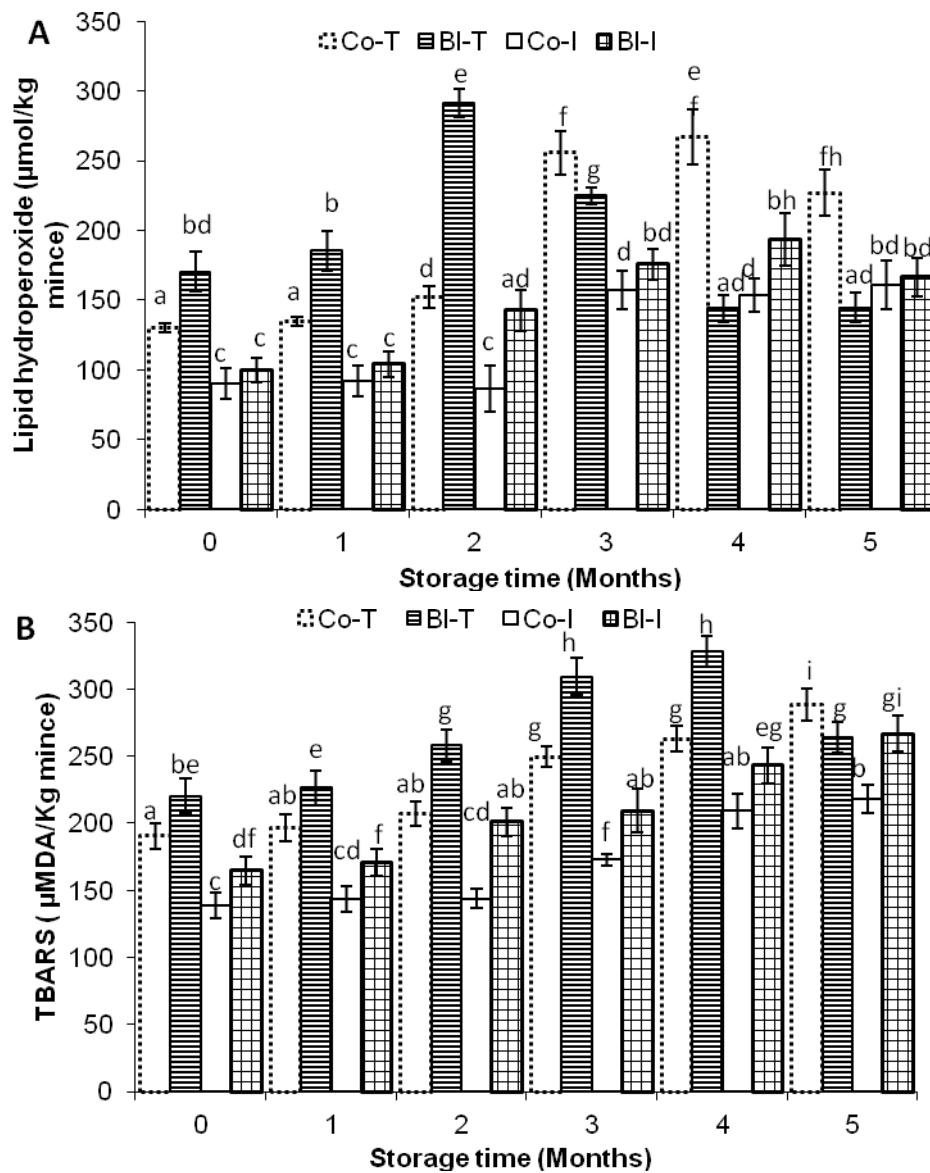 A
Co-T Bl-T Co-I Bl-I
Lipid hydroperoxide (µmol/kg
mince)
350
300
250
200
150
100
50
0
a bd c c
a b c c
d e c ad
f g d bd
e
f ad d bh
fh ad bd bd
0 1 2 3 4 5
Storage time (Months)
B
Co-T Bl-T Co-I Bl-I
TBARS ( µMDA/Kg mince)
350
300
250
200
150
100
50
0
a be c df
ab e cd f
ab g cd ab
g h f ab
g h ab eg
i g b gi
0 1 2 3 4 5
Storage time (Months)